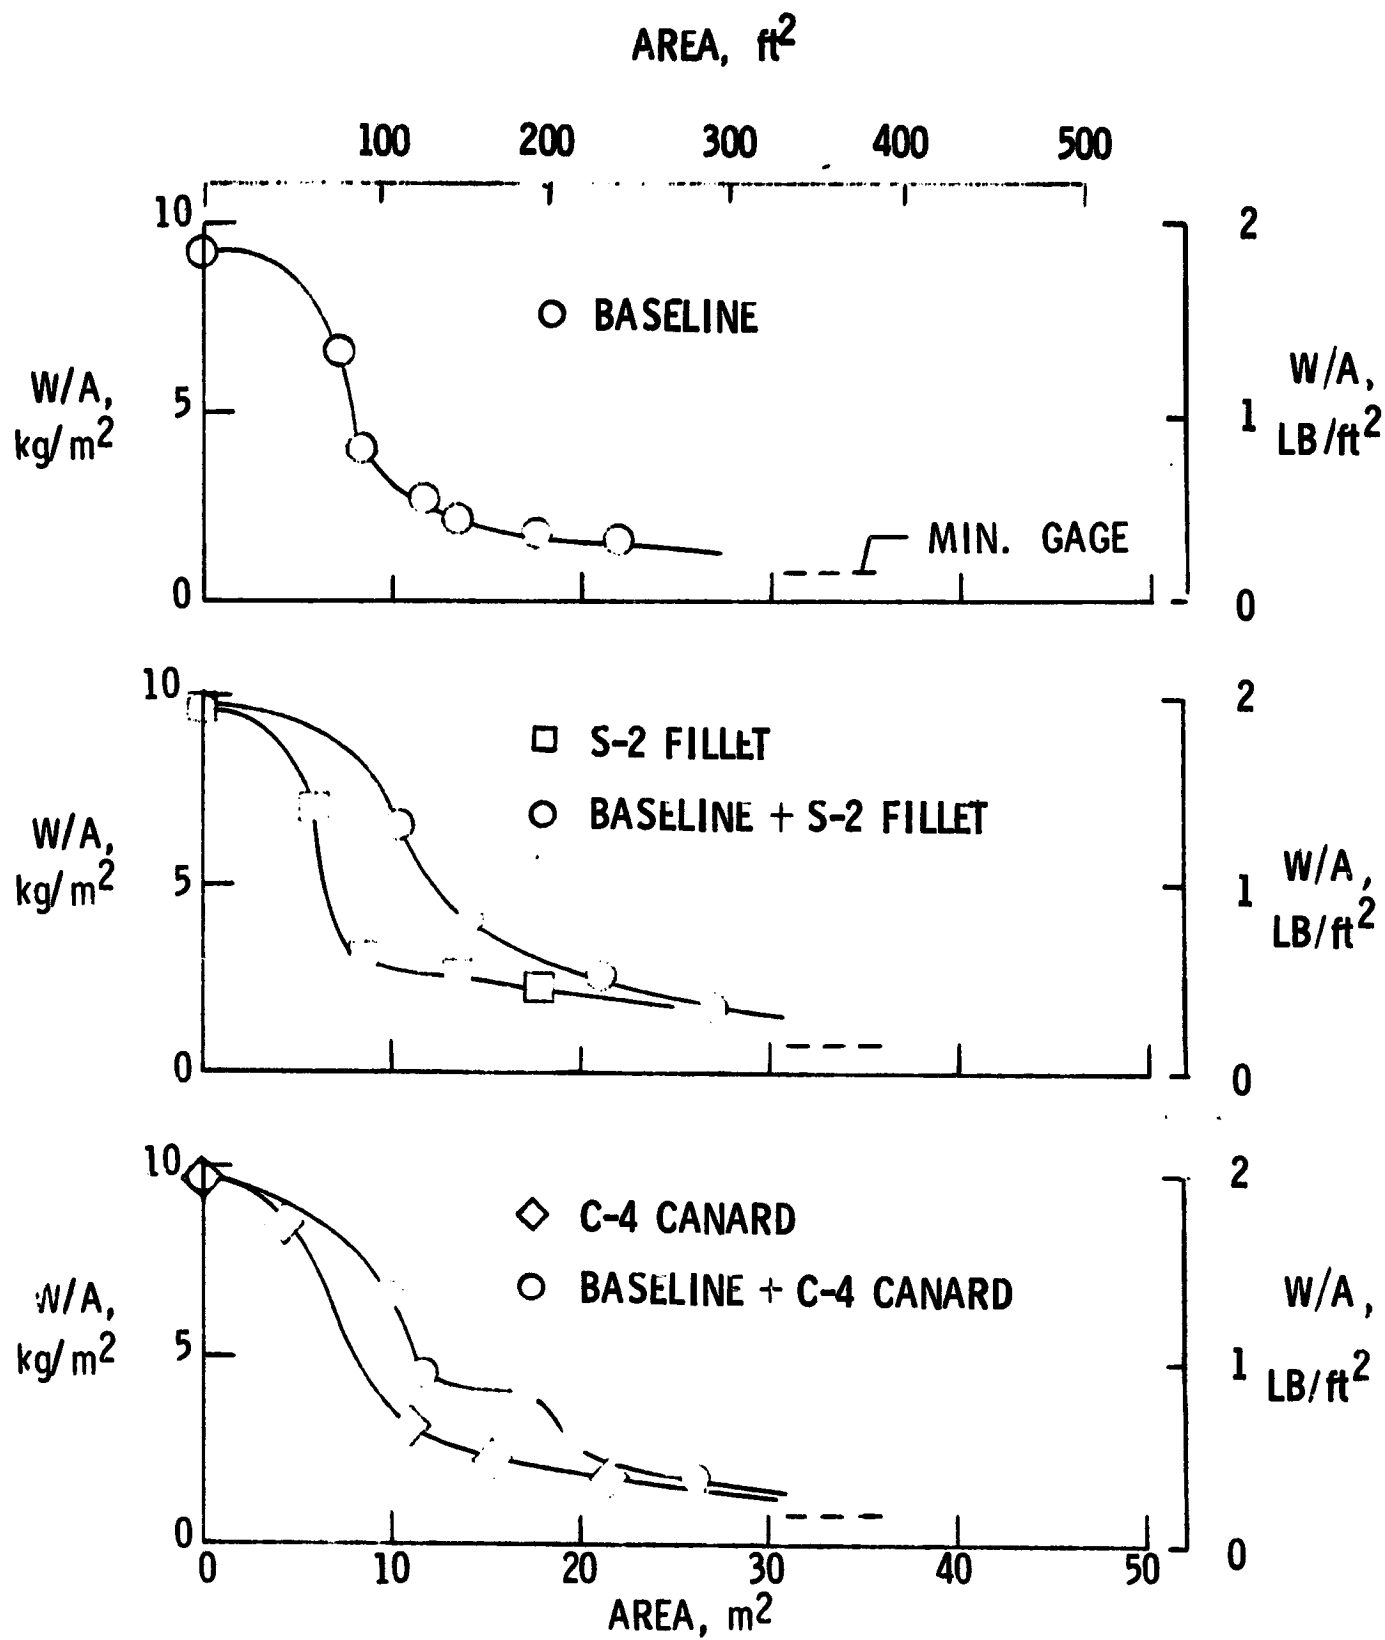 AREA, ft²
100 200 300 400 500
10
2
BASELINE
W/A,
kg/m²
5
1
W/A,
LB/ft²
MIN. GAGE
0
0
10
2
S-2 FILLET
BASELINE + S-2 FILLET
W/A,
kg/m²
5
1
W/A,
LB/ft²
0
0
10
2
C-4 CANARD
BASELINE + C-4 CANARD
W/A,
kg/m²
5
1
W/A,
LB/ft²
0
0
0 10 20 30 40 50
AREA, m²